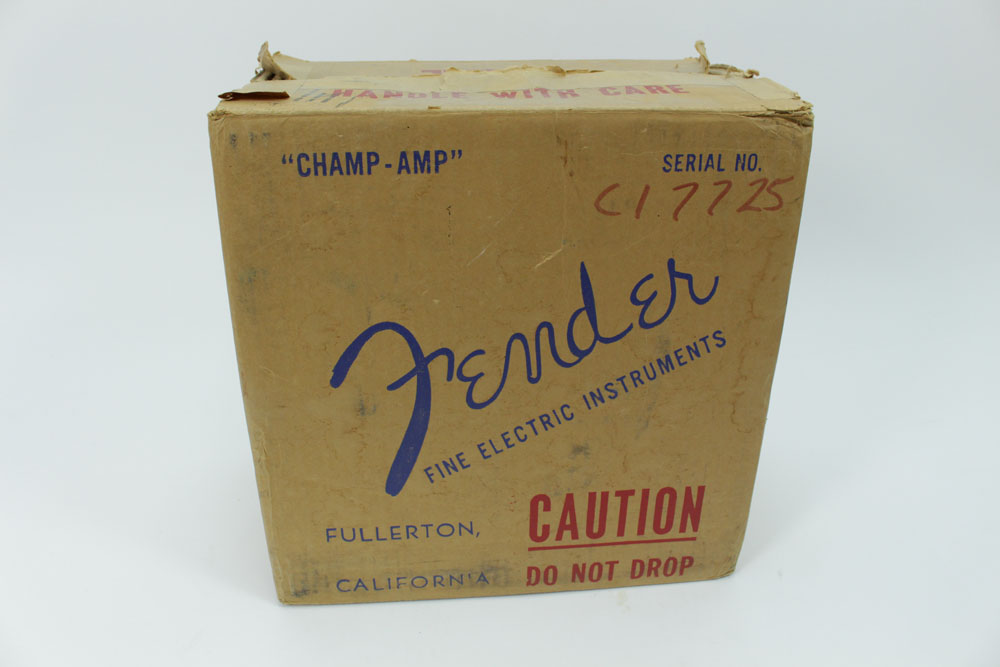 HANDLE WITH CARE
"CHAMP-AMP"
SERIAL NO.
C17725
Fender
FINE ELECTRIC INSTRUMENTS
FULLERTON,
CALIFORNIA
CAUTION
DO NOT DROP